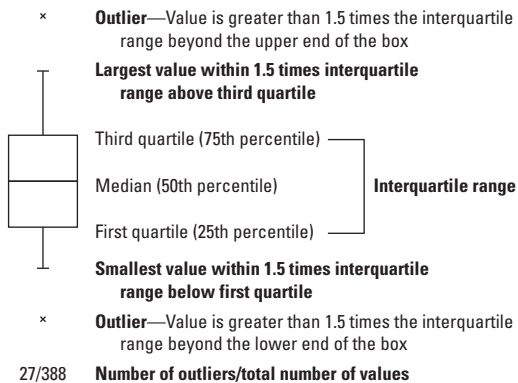 × Outlier—Value is greater than 1.5 times the interquartile
range beyond the upper end of the box
Largest value within 1.5 times interquartile
range above third quartile
Third quartile (75th percentile)
Median (50th percentile) Interquartile range
First quartile (25th percentile)
Smallest value within 1.5 times interquartile
range below first quartile
× Outlier—Value is greater than 1.5 times the interquartile
range beyond the lower end of the box
27/388 Number of outliers/total number of values